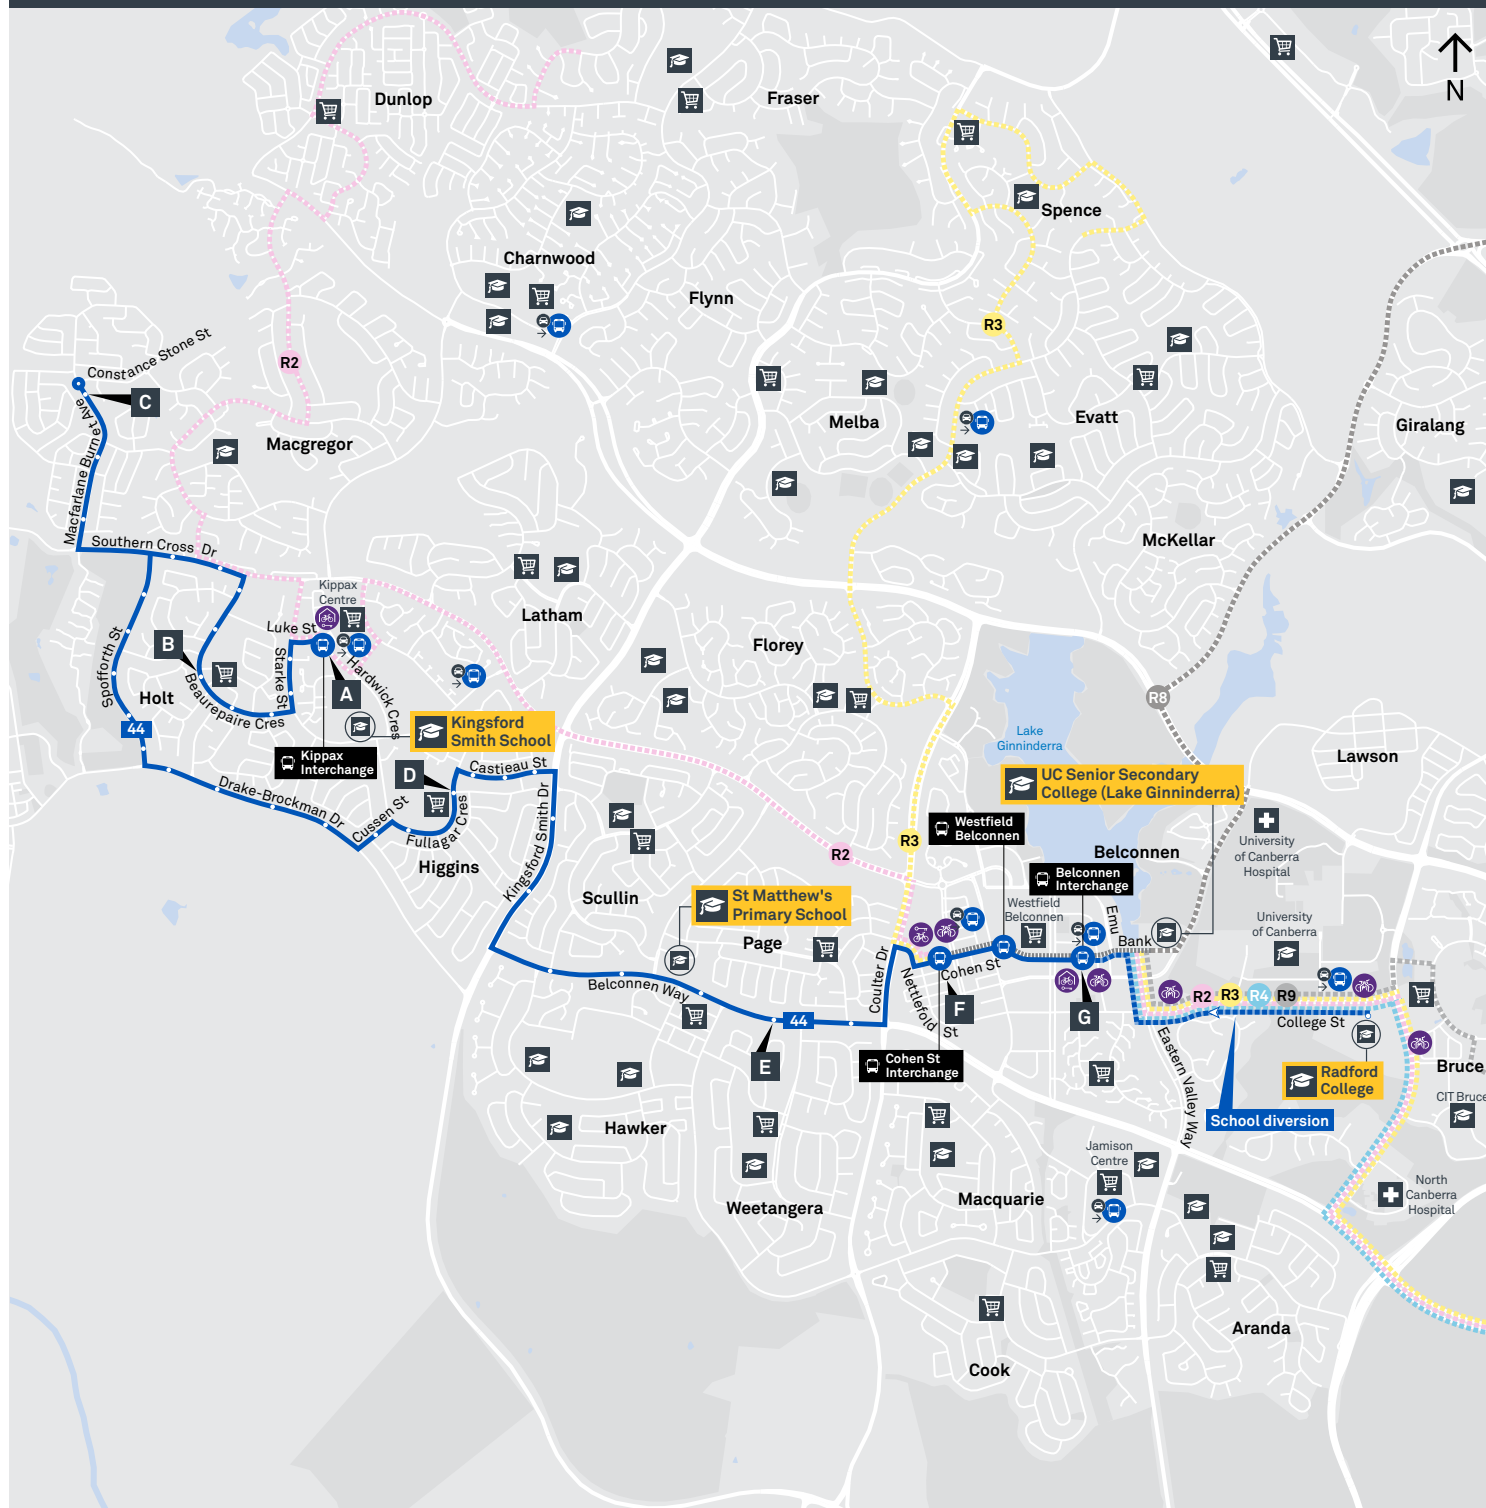 N
Dunlop
Fraser
Spence
Charnwood
Flynn
R3
Constance Stone St
R2
C
Macfarlane Burnet Ave
Macgregor
Melba
Evatt
Giralang
McKellar
Southern Cross Dr
Kippax
Centre
Latham
Luke St
Florey
B
Spofforth St
Starke St
Hardwick Cres
A
Holt
Beaurepaire Cres
44
Kingsford
Smith School
Kippax
Interchange
R8
Lake
Ginninderra
Lawson
D
Castieau St
UC Senior Secondary
College (Lake Ginninderra)
Drake-Brockman Dr
Cussen St
Fullagar Cres
Kingsford Smith Dr
Higgins
Westfield
Belconnen
R3
R2
Belconnen
University
of Canberra
Hospital
Belconnen
Interchange
Scullin
St Matthew's
Primary School
Westfield
Belconnen
Emu
Bank
University
of Canberra
Page
Coulter Dr
Cohen St
Nettlefold St
Belconnen Way
44
E
F
G
R2
R3
R4
R9
College St
Eastern Valley Way
Cohen St
Interchange
Radford
College
Bruce
CIT Bruce
School diversion
Hawker
Jamison
Centre
Weetangera
Macquarie
North
Canberra
Hospital
Aranda
Cook